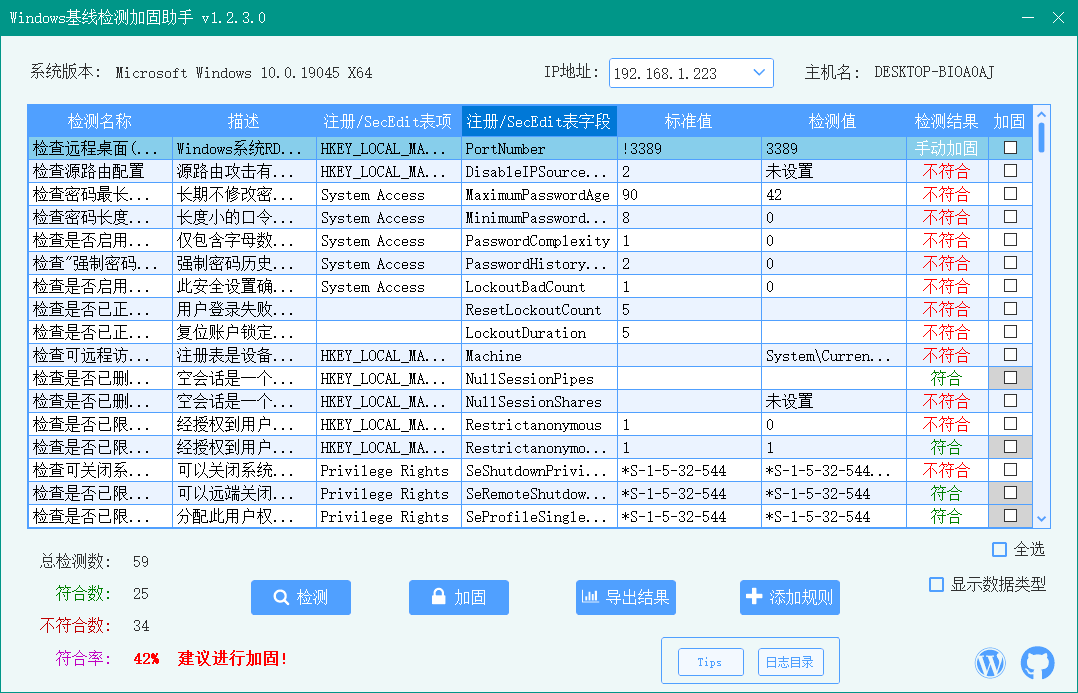 Windows基线检测加固助手 v1.2.3.0
系统版本: Microsoft Windows 10.0.19045 X64 IP地址: 192.168.1.223 主机名: DESKTOP-BIOA0AJ
检测名称 描述 注册/SecEdit表项 注册/SecEdit表字段 标准值 检测值 检测结果 加固
检查远程桌面(... Windows系统RD... HKEY_LOCAL_MA... PortNumber !3389 3389 手动加固
检查源路由配置 源路由攻击有... HKEY_LOCAL_MA... DisableIPSource... 2 未设置 不符合
检查密码最长... 长期不修改密... System Access MaximumPasswordAge 90 42 不符合
检查密码长度... 长度小的口令... System Access MinimumPassword... 8 0 不符合
检查是否启用... 仅包含字母数... System Access PasswordComplexity 1 0 不符合
检查"强制密码... 强制密码历史... System Access PasswordHistory... 2 0 不符合
检查是否启用... 此安全设置确... System Access LockoutBadCount 1 0 不符合
检查是否已正... 用户登录失败... ResetLockoutCount 5 不符合
检查是否已正... 复位账户锁定... LockoutDuration 5 不符合
检查可远程访... 注册表是设备... HKEY_LOCAL_MA... Machine System\Curren... 不符合
检查是否已删... 空会话是一个... HKEY_LOCAL_MA... NullSessionPipes 符合
检查是否已删... 空会话是一个... HKEY_LOCAL_MA... NullSessionShares 未设置 不符合
检查是否已限... 经授权到用户... HKEY_LOCAL_MA... Restrictanonymous 1 0 不符合
检查是否已限... 经授权到用户... HKEY_LOCAL_MA... Restrictanonymo... 1 1 符合
检查可关闭系... 可以关闭系统... Privilege Rights SeShutdownPrivi... *S-1-5-32-544 *S-1-5-32-544... 不符合
检查是否已限... 可以远端关闭... Privilege Rights SeRemoteShutdow... *S-1-5-32-544 *S-1-5-32-544 符合
检查是否已限... 分配此用户权... Privilege Rights SeProfileSingle... *S-1-5-32-544 *S-1-5-32-544 符合
总检测数: 59
符合数: 25
不符合数: 34
符合率: 42% 建议进行加固!
检测 加固 导出结果 添加规则
全选
显示数据类型
Tips 日志目录